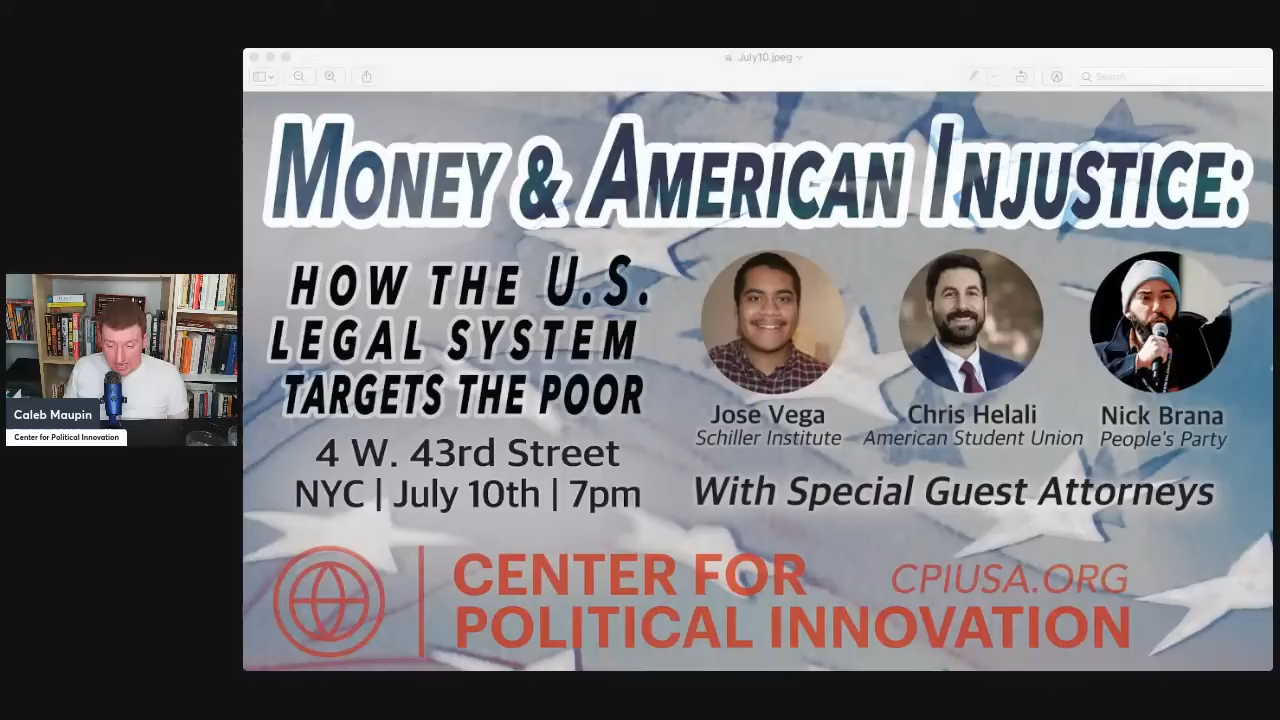 July10.jpeg
Search
MONEY & AMERICAN INJUSTICE:
HOW THE U.S.
LEGAL SYSTEM
TARGETS THE POOR
4 W. 43rd Street
NYC | July 10th | 7pm
Jose Vega
Schiller Institute
Chris Helali
American Student Union
Nick Brana
People's Party
With Special Guest Attorneys
CENTER FOR
POLITICAL INNOVATION
CPIUSA.ORG
Caleb Maupin
Center for Political Innovation